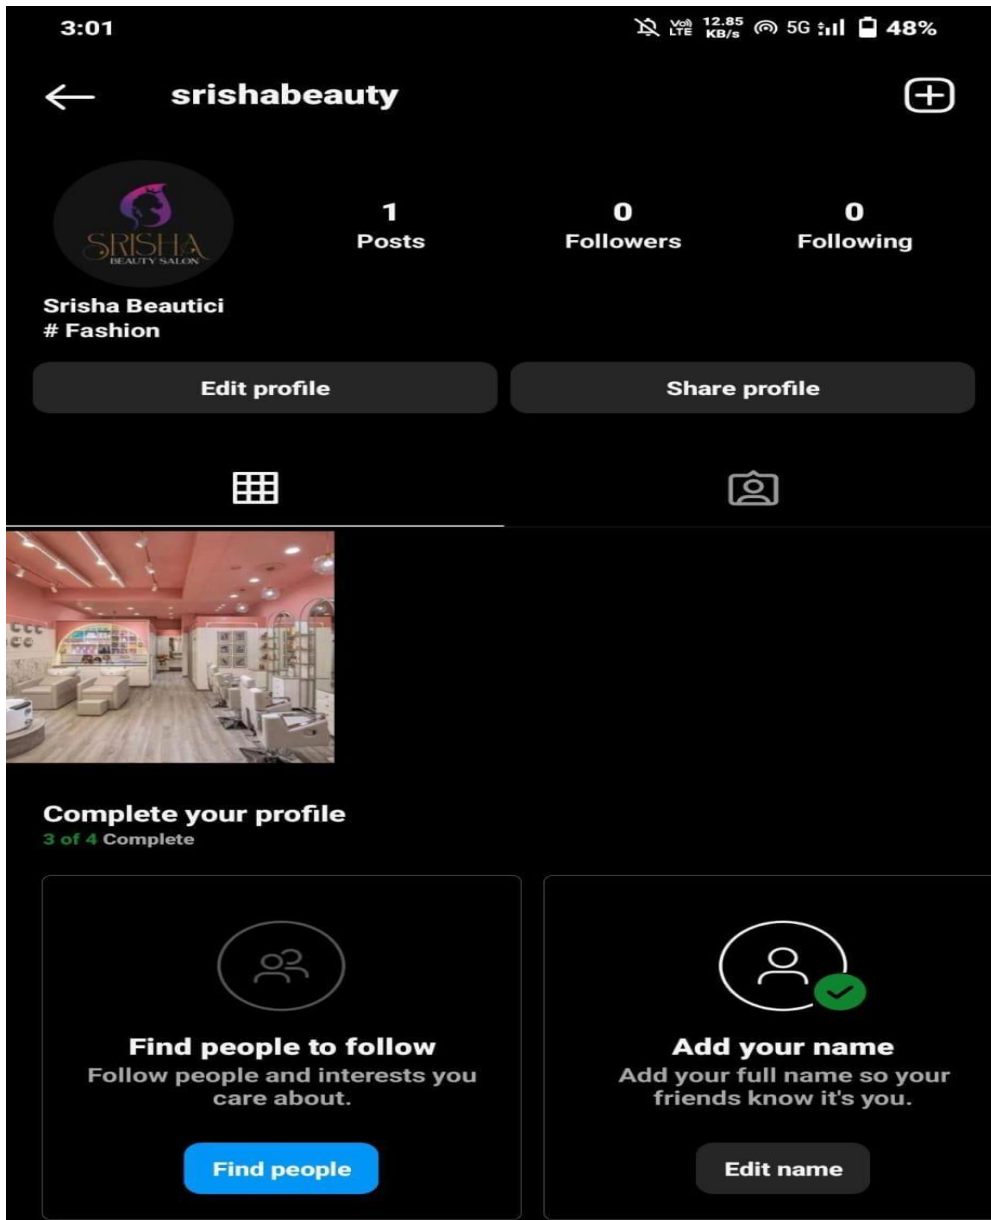 3:01 Vo)) LTE 12.85 KB/s 5G 48%
srishabeauty
SRISHA
BEAUTY SALON
1 0 0
Posts Followers Following
Srisha Beautici
# Fashion
Edit profile Share profile
Complete your profile
3 of 4 Complete
Find people to follow
Follow people and interests you
care about.
Find people
Add your name
Add your full name so your
friends know it's you.
Edit name